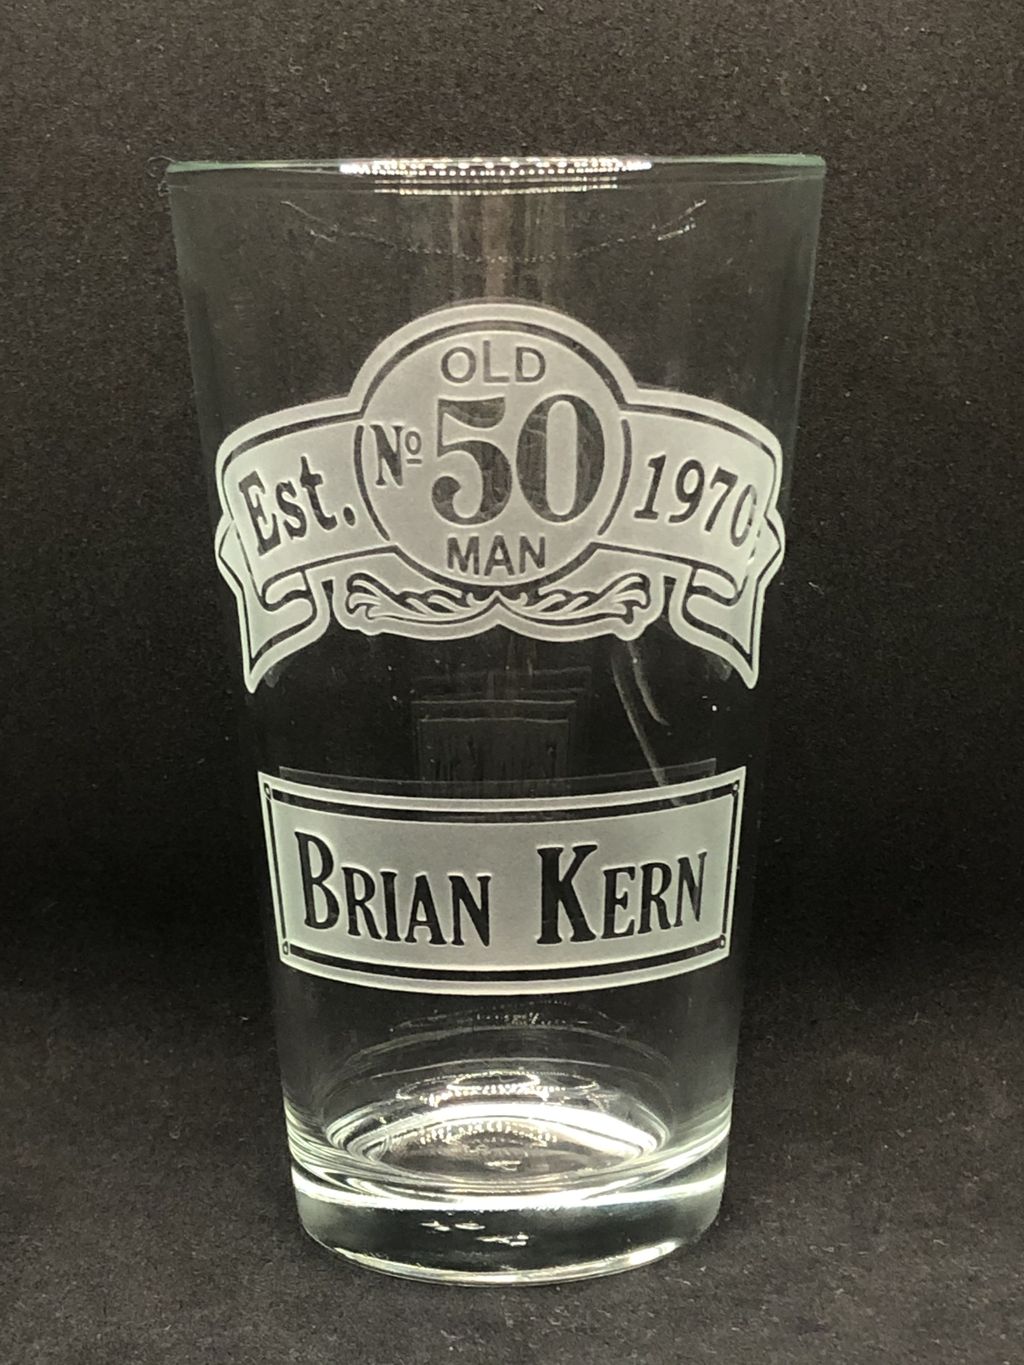 OLD
Est. Nº 50 1970
MAN
BRIAN KERN